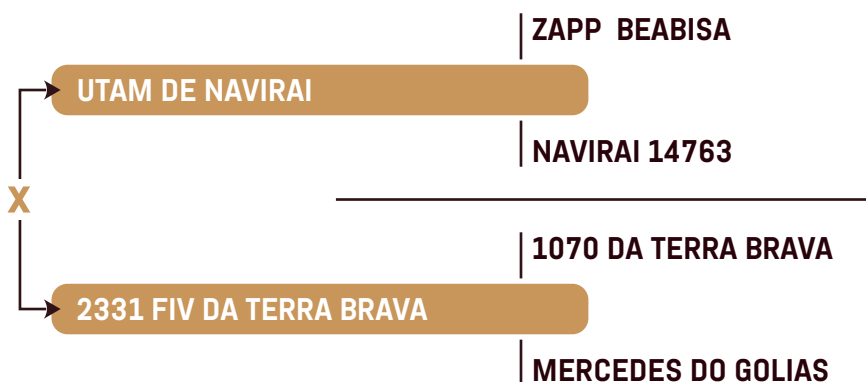 ZAPP BEABISA
UTAM DE NAVIRAI
NAVIRAI 14763
X
1070 DA TERRA BRAVA
2331 FIV DA TERRA BRAVA
MERCEDES DO GOLIAS